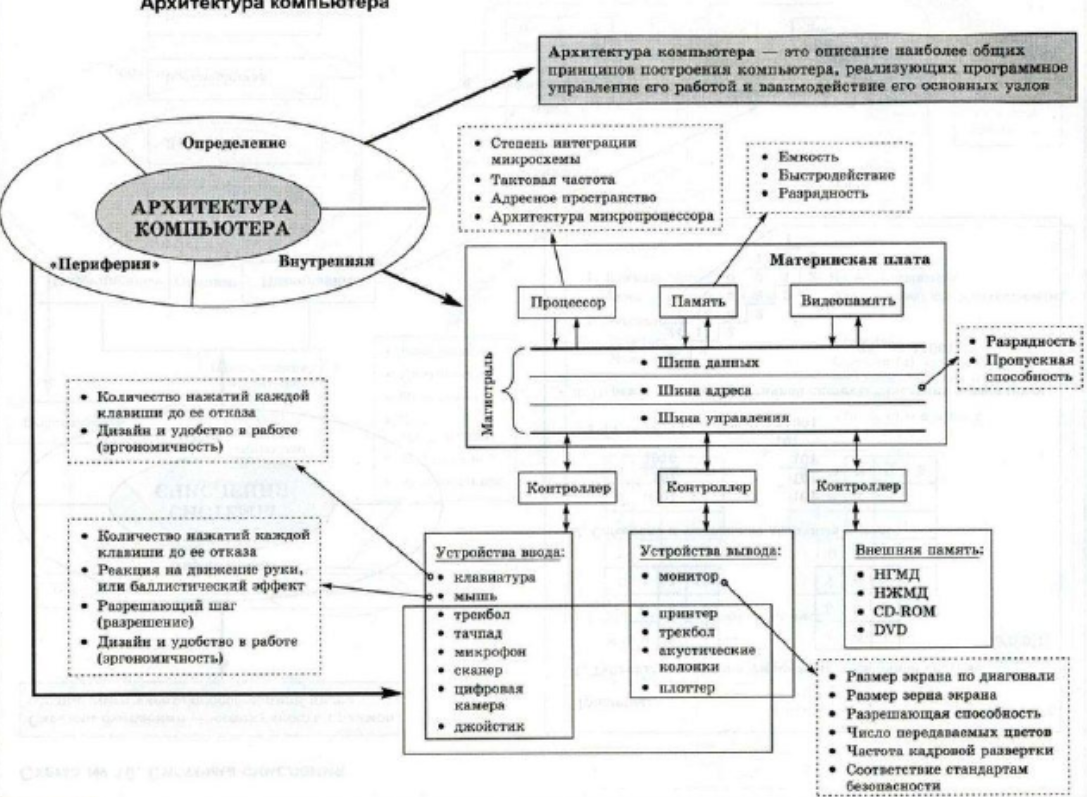 Архитектура компьютера
Архитектура компьютера — это описание наиболее общих
принципов построения компьютера, реализующих программное
управление его работой и взаимодействие его основных узлов
Определение
АРХИТЕКТУРА
КОМПЬЮТЕРА
«Периферия»
Внутренняя
• Степень интеграции
микросхемы
• Тактовая частота
• Адресное пространство
• Архитектура микропроцессора
• Емкость
• Быстродействие
• Разрядность
Материнская плата
Процессор
Память
Видеопамять
Магистраль
• Шина данных
• Шина адреса
• Шина управления
• Разрядность
• Пропускная
способность
Контроллер
Контроллер
Контроллер
• Количество нажатий каждой
клавиши до ее отказа
• Дизайн и удобство в работе
(эргономичность)
• Количество нажатий каждой
клавиши до ее отказа
• Реакция на движение руки,
или баллистический эффект
• Разрешающий шаг
(разрешение)
• Дизайн и удобство в работе
(эргономичность)
Устройства ввода:
• клавиатура
• мышь
• трекбол
• тачпад
• микрофон
• сканер
• цифровая
камера
• джойстик
Устройства вывода:
• монитор
• принтер
• трекбол
• акустические
колонки
• плоттер
Внешняя память:
• НГМД
• НЖМД
• CD-ROM
• DVD
• Размер экрана по диагонали
• Размер зерна экрана
• Разрешающая способность
• Число передаваемых цветов
• Частота кадровой развертки
• Соответствие стандартам
безопасности